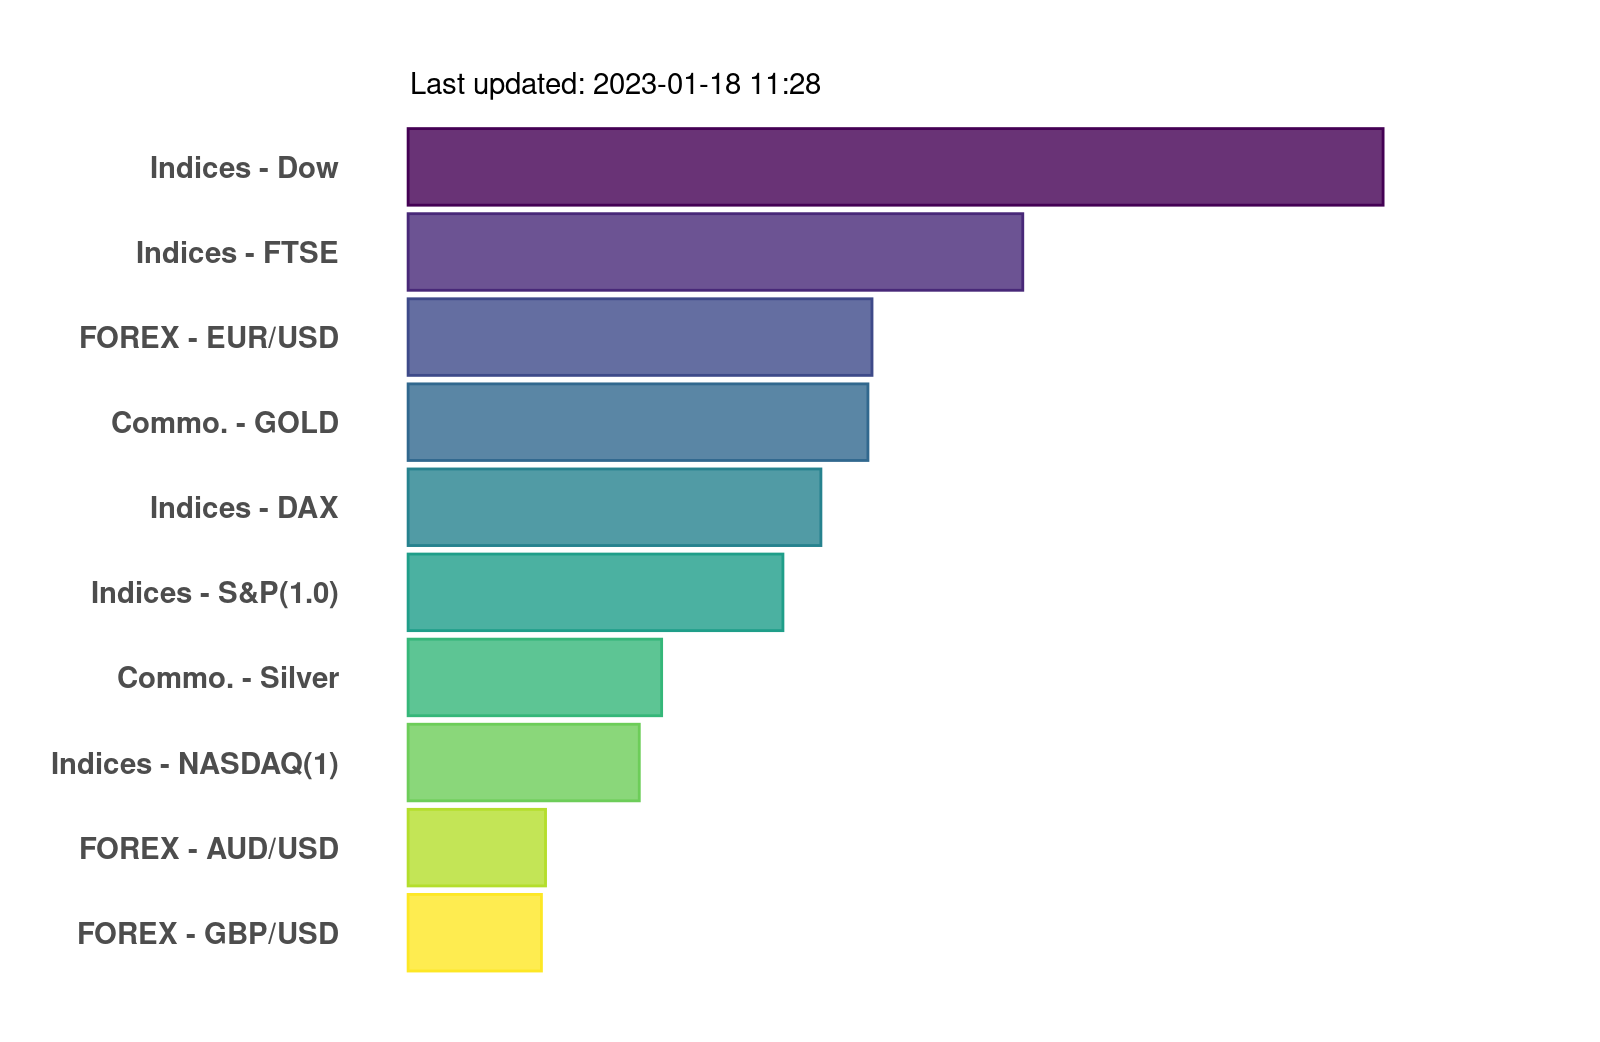 Last updated: 2023-01-18 11:28
Indices - Dow
Indices - FTSE
FOREX - EUR/USD
Commo. - GOLD
Indices - DAX
Indices - S&P(1.0)
Commo. - Silver
Indices - NASDAQ(1)
FOREX - AUD/USD
FOREX - GBP/USD